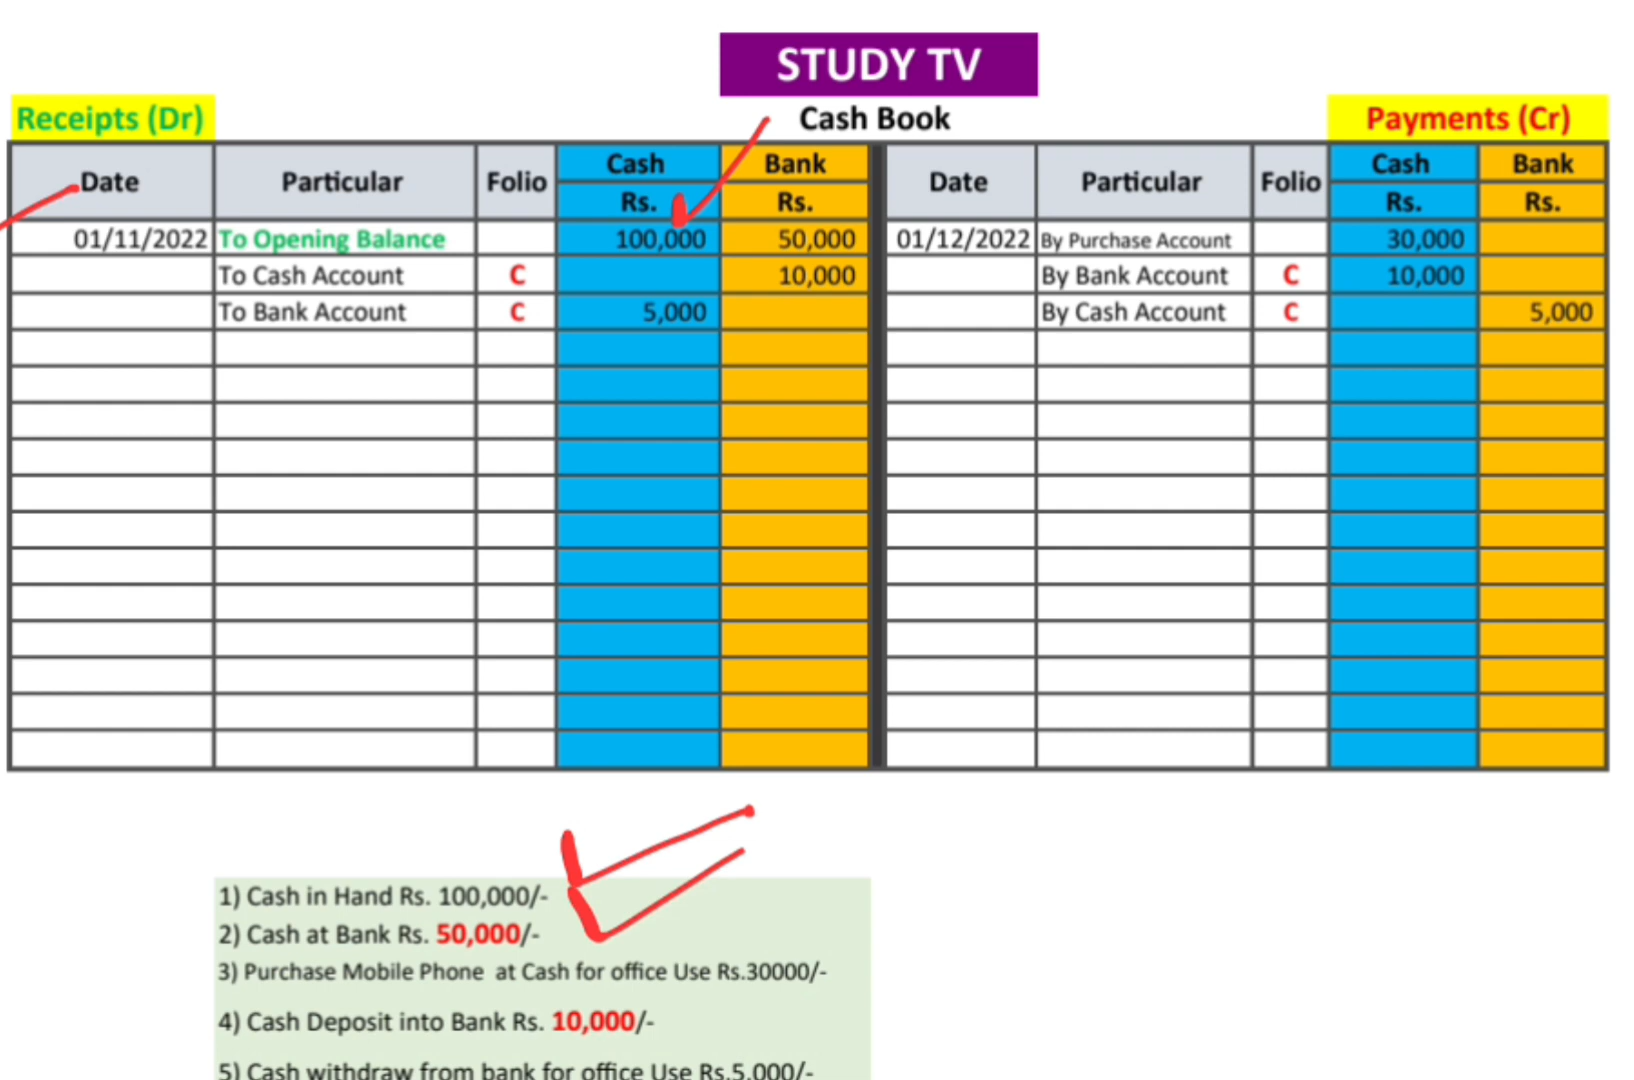 STUDY TV
Receipts (Dr) Cash Book Payments (Cr)
Date Particular Folio Cash Bank Date Particular Folio Cash Bank
Rs. Rs. Rs. Rs.
01/11/2022 To Opening Balance 100,000 50,000 01/12/2022 By Purchase Account 30,000
To Cash Account C 10,000 By Bank Account C 10,000
To Bank Account C 5,000 By Cash Account C 5,000
1) Cash in Hand Rs. 100,000/-
2) Cash at Bank Rs. 50,000/-
3) Purchase Mobile Phone at Cash for office Use Rs.30000/-
4) Cash Deposit into Bank Rs. 10,000/-
5) Cash withdraw from bank for office Use Rs.5,000/-